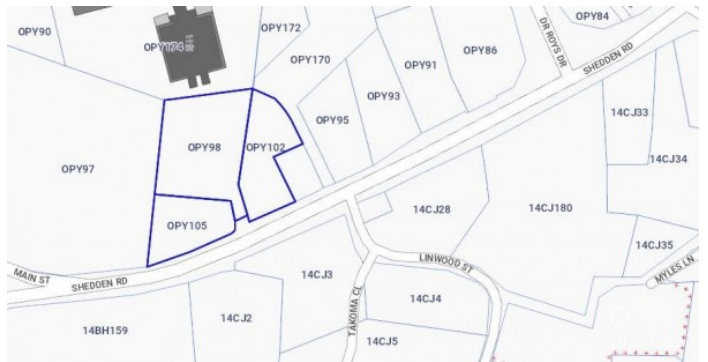 OPY90
OPY174
OPY172
OPY170
OPY91
OPY86
DR ROYS DR
OPY84
SHEDDEN RD
OPY93
OPY95
14CJ33
OPY98
OPY102
14CJ34
OPY97
OPY105
14CJ28
14CJ180
14CJ35
LINWOOD ST
MYLES LN
MAIN ST
SHEDDEN RD
14CJ3
TAKOMA CL
14CJ4
14BH159
14CJ2
14CJ5